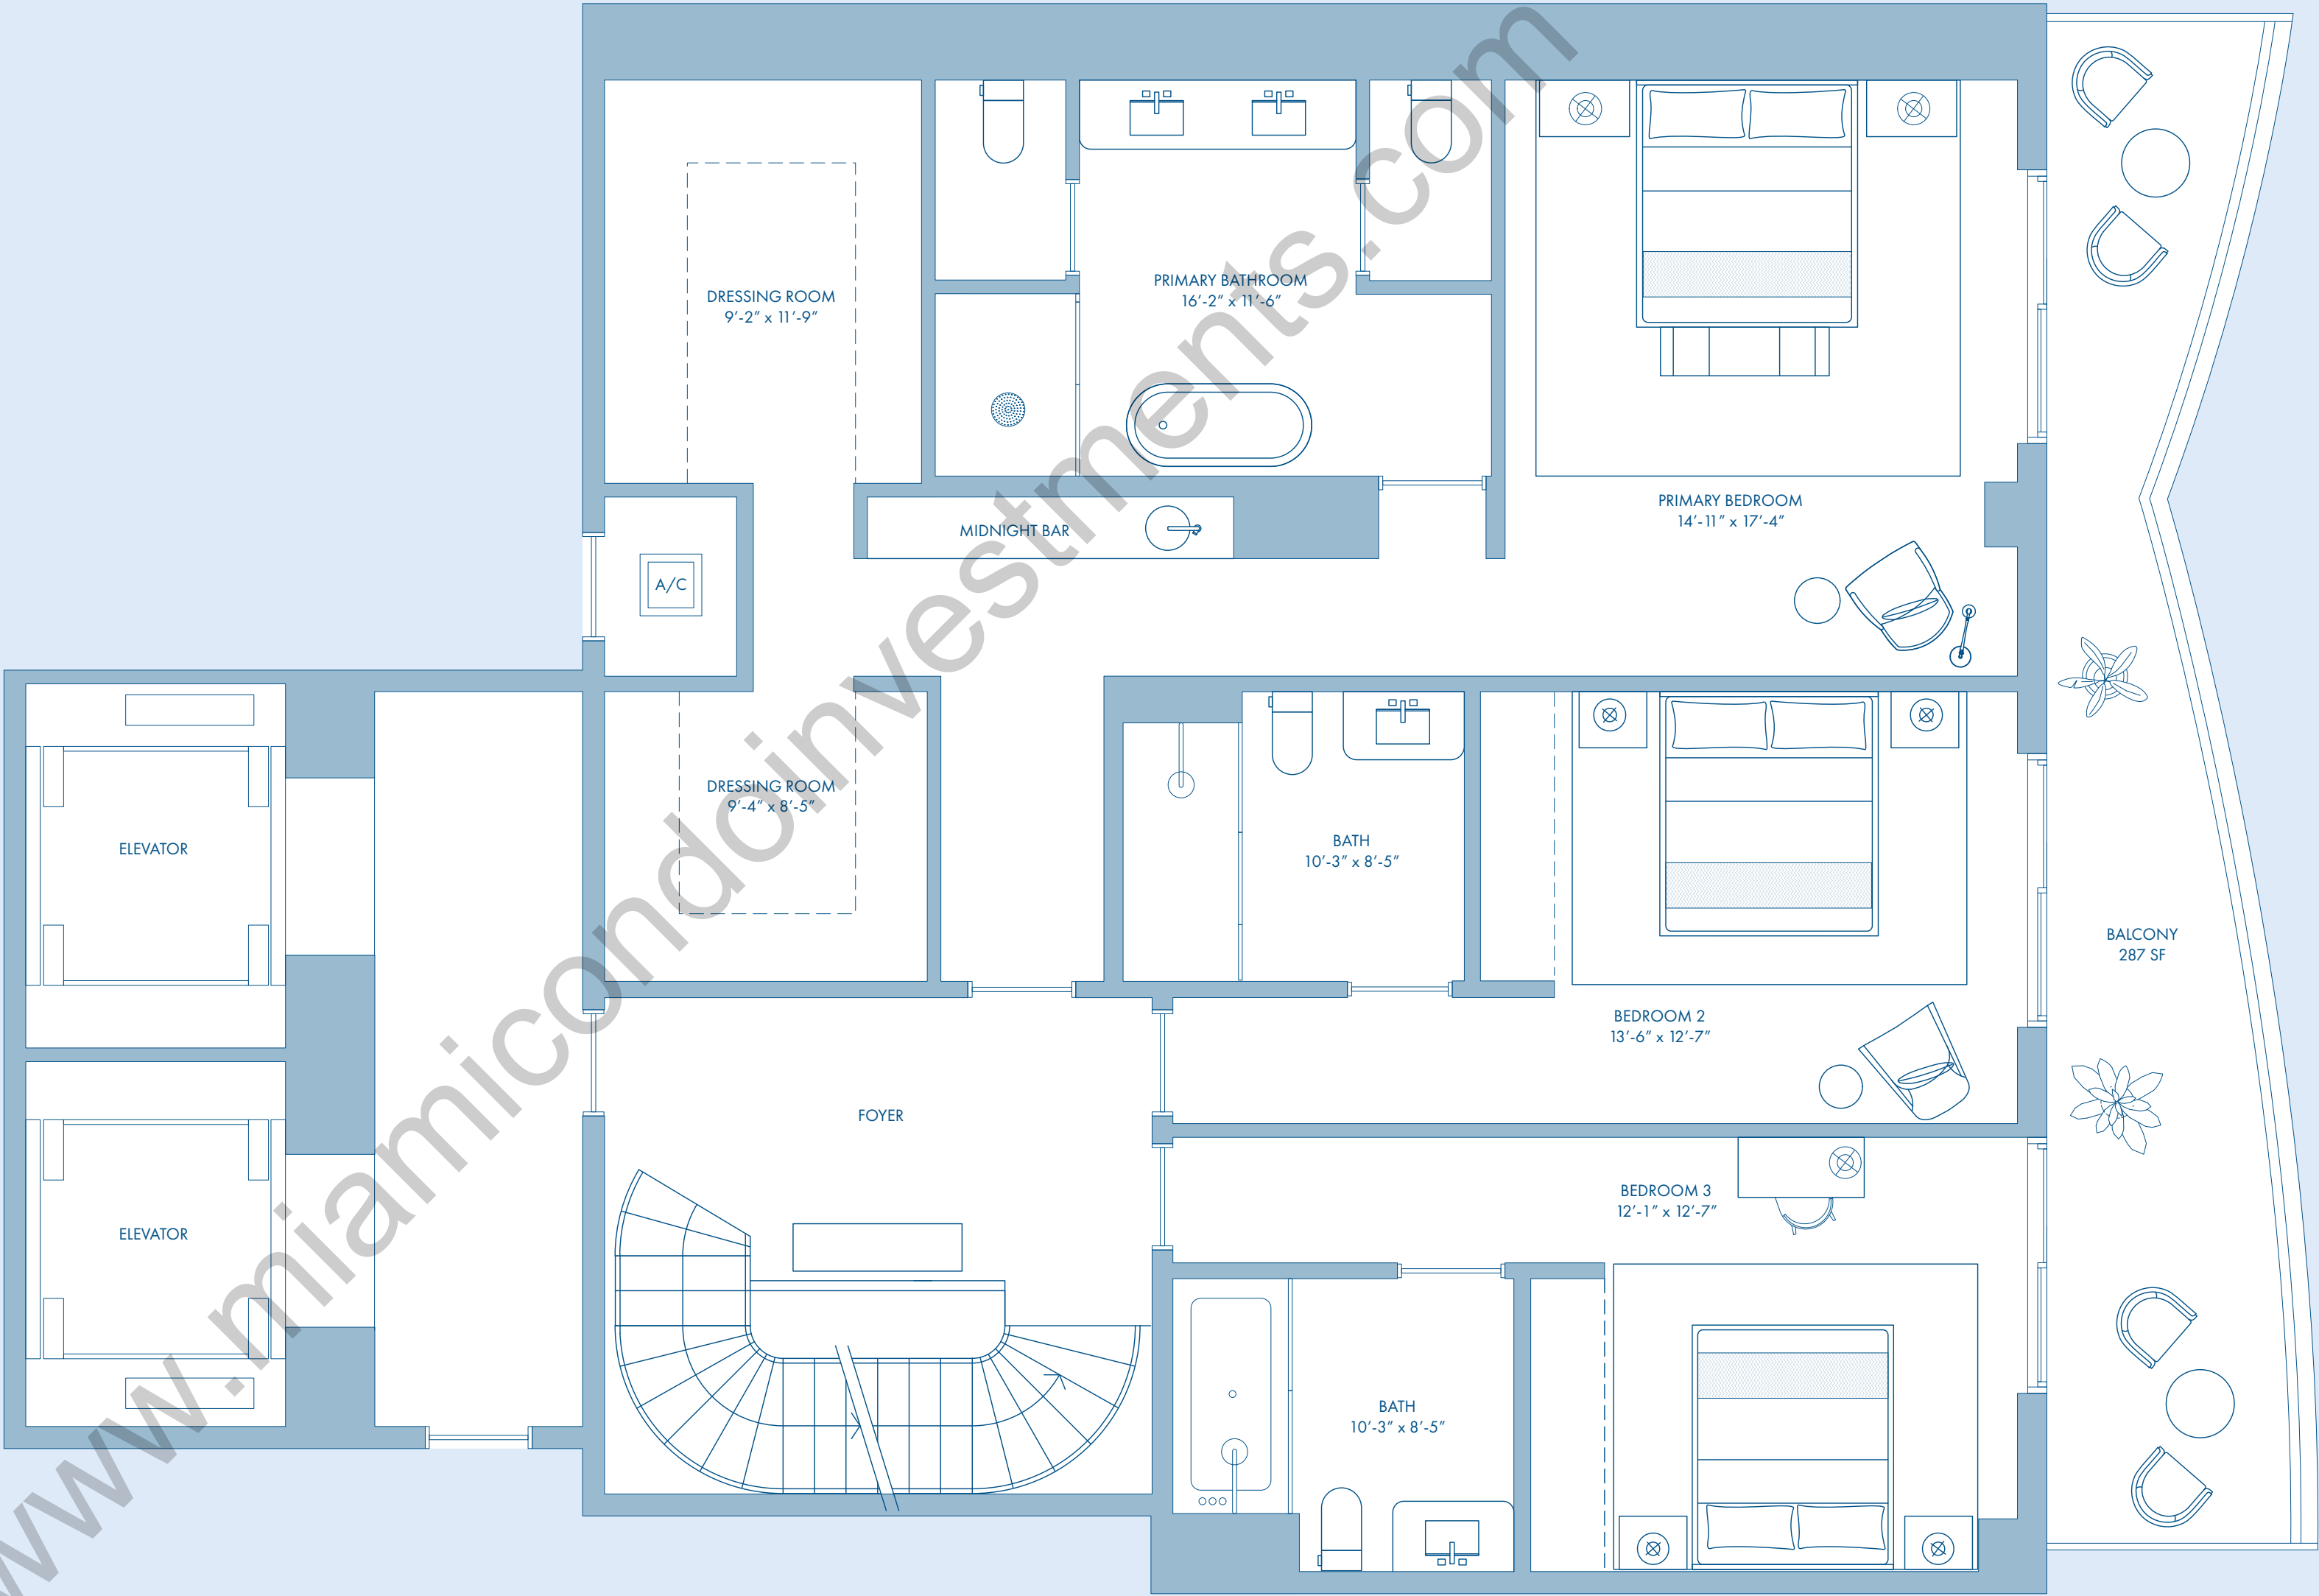 DRESSING ROOM
9'-2" x 11'-9"
PRIMARY BATHROOM
16'-2" x 11'-6"
PRIMARY BEDROOM
14'-11" x 17'-4"
MIDNIGHT BAR
A/C
DRESSING ROOM
9'-4" x 8'-5"
ELEVATOR
BATH
10'-3" x 8'-5"
BALCONY
287 SF
BEDROOM 2
13'-6" x 12'-7"
FOYER
ELEVATOR
BEDROOM 3
12'-1" x 12'-7"
BATH
10'-3" x 8'-5"
www.miamicondoinvestments.com